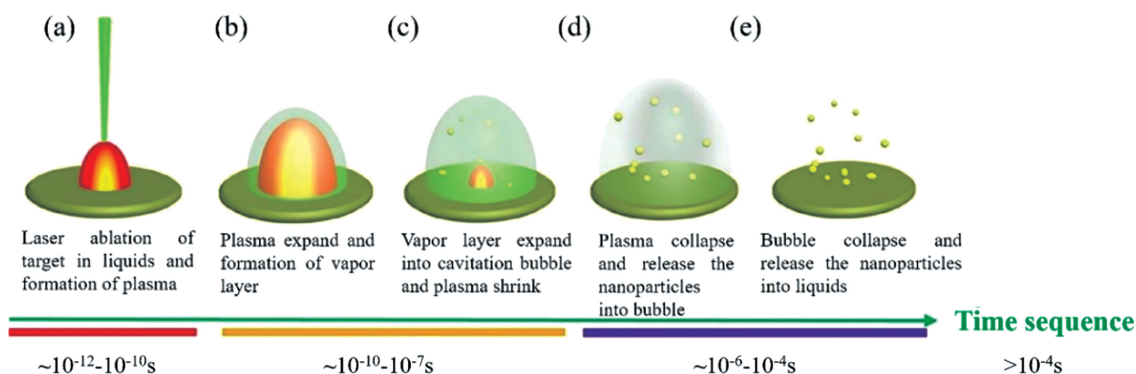 (a)
(b)
(c)
(d)
(e)
Laser ablation of
target in liquids and
formation of plasma
Plasma expand and
formation of vapor
layer
Vapor layer expand
into cavitation bubble
and plasma shrink
Plasma collapse
and release the
nanoparticles
into bubble
Bubble collapse and
release the nanoparticles
into liquids
Time sequence
~10-12-10-10s
~10-10-10-7s
~10-6-10-4s
>10-4s